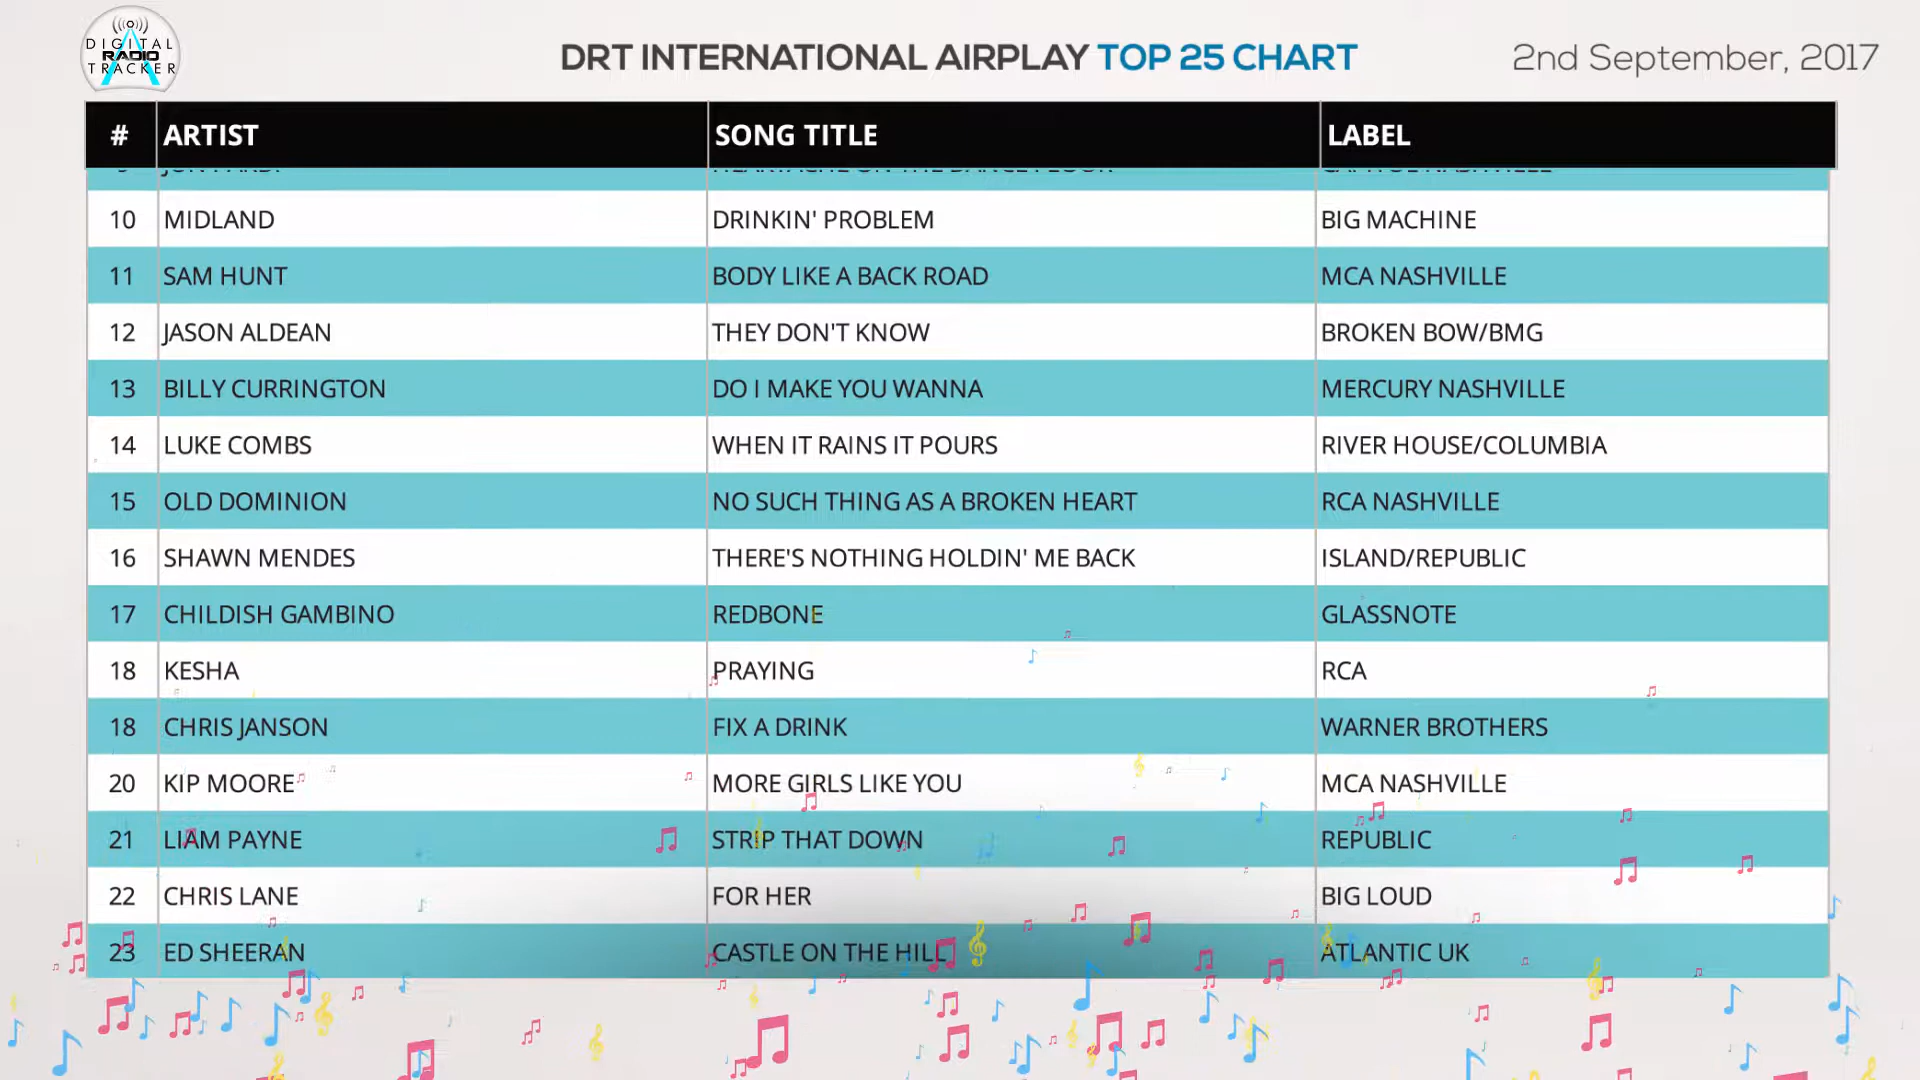 DIGITAL
RADIO
TRACKER
DRT INTERNATIONAL AIRPLAY TOP 25 CHART
2nd September, 2017
# ARTIST SONG TITLE LABEL
10 MIDLAND DRINKIN' PROBLEM BIG MACHINE
11 SAM HUNT BODY LIKE A BACK ROAD MCA NASHVILLE
12 JASON ALDEAN THEY DON'T KNOW BROKEN BOW/BMG
13 BILLY CURRINGTON DO I MAKE YOU WANNA MERCURY NASHVILLE
14 LUKE COMBS WHEN IT RAINS IT POURS RIVER HOUSE/COLUMBIA
15 OLD DOMINION NO SUCH THING AS A BROKEN HEART RCA NASHVILLE
16 SHAWN MENDES THERE'S NOTHING HOLDIN' ME BACK ISLAND/REPUBLIC
17 CHILDISH GAMBINO REDBONE GLASSNOTE
18 KESHA PRAYING RCA
18 CHRIS JANSON FIX A DRINK WARNER BROTHERS
20 KIP MOORE MORE GIRLS LIKE YOU MCA NASHVILLE
21 LIAM PAYNE STRIP THAT DOWN REPUBLIC
22 CHRIS LANE FOR HER BIG LOUD
23 ED SHEERAN CASTLE ON THE HILL ATLANTIC UK